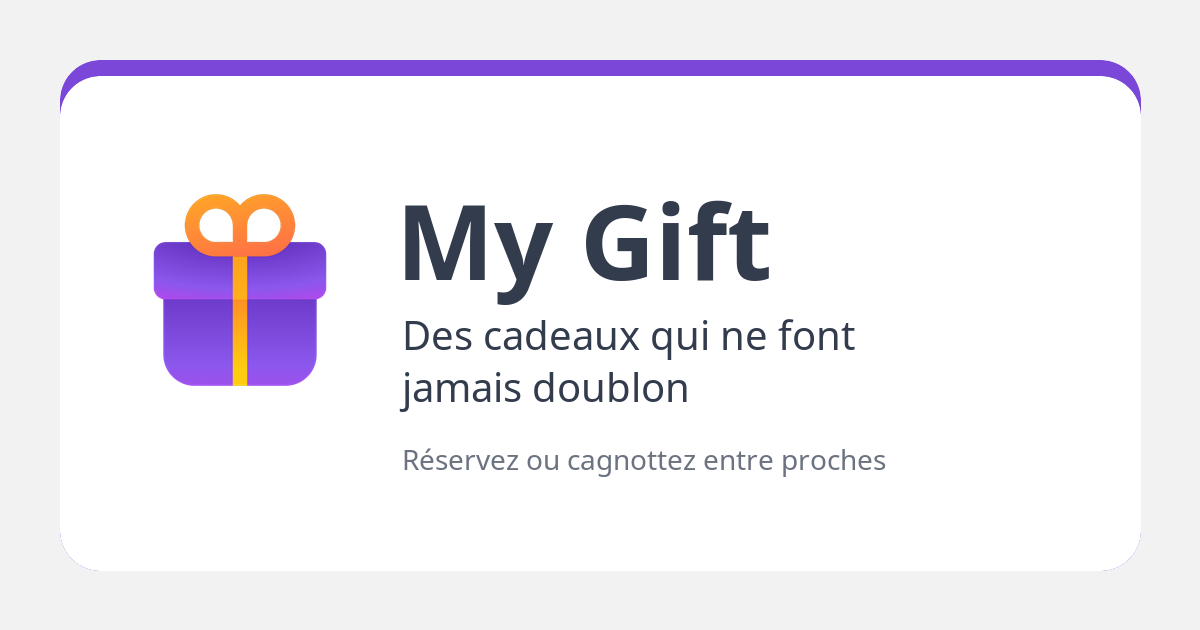 My Gift
Des cadeaux qui ne font
jamais doublon
Réservez ou cagnottez entre proches